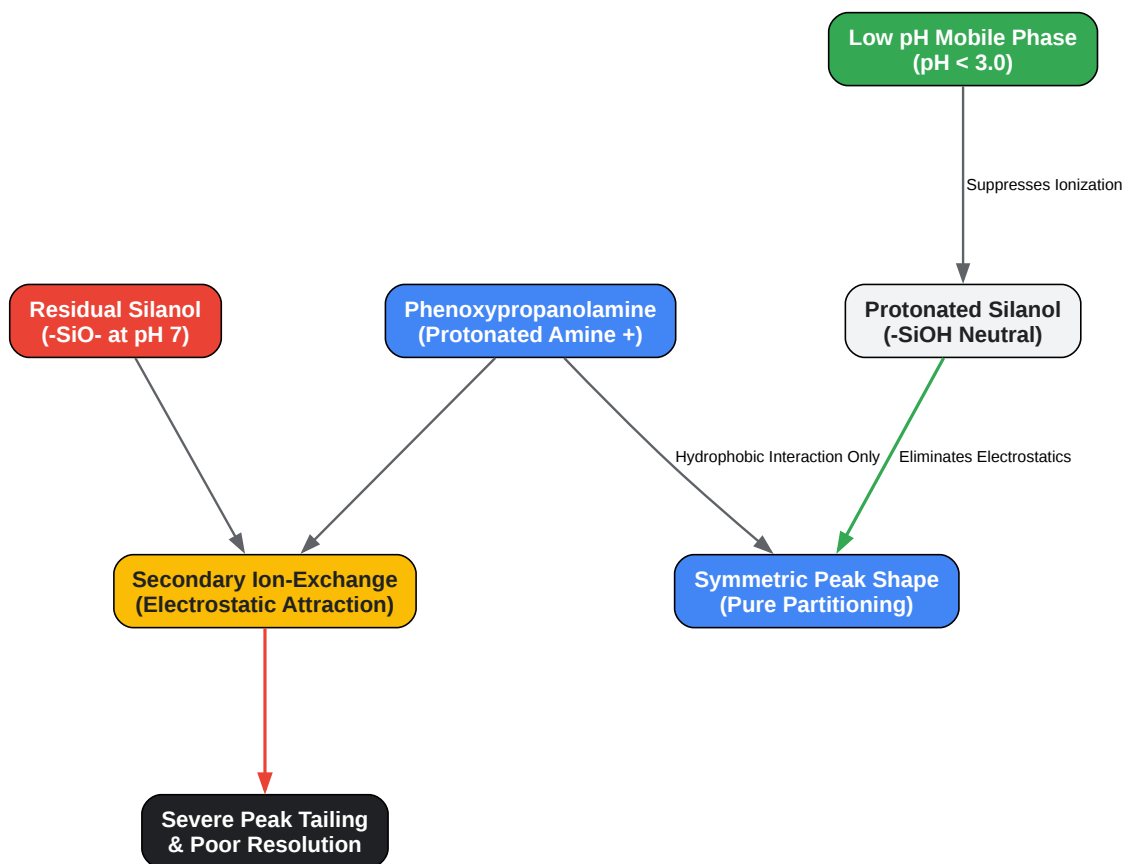 Low pH Mobile Phase
(pH < 3.0)
Suppresses Ionization
Residual Silanol
(-SiO- at pH 7)
Phenoxypropanolamine
(Protonated Amine +)
Protonated Silanol
(-SiOH Neutral)
Hydrophobic Interaction Only
Eliminates Electrostatics
Secondary Ion-Exchange
(Electrostatic Attraction)
Symmetric Peak Shape
(Pure Partitioning)
Severe Peak Tailing
& Poor Resolution